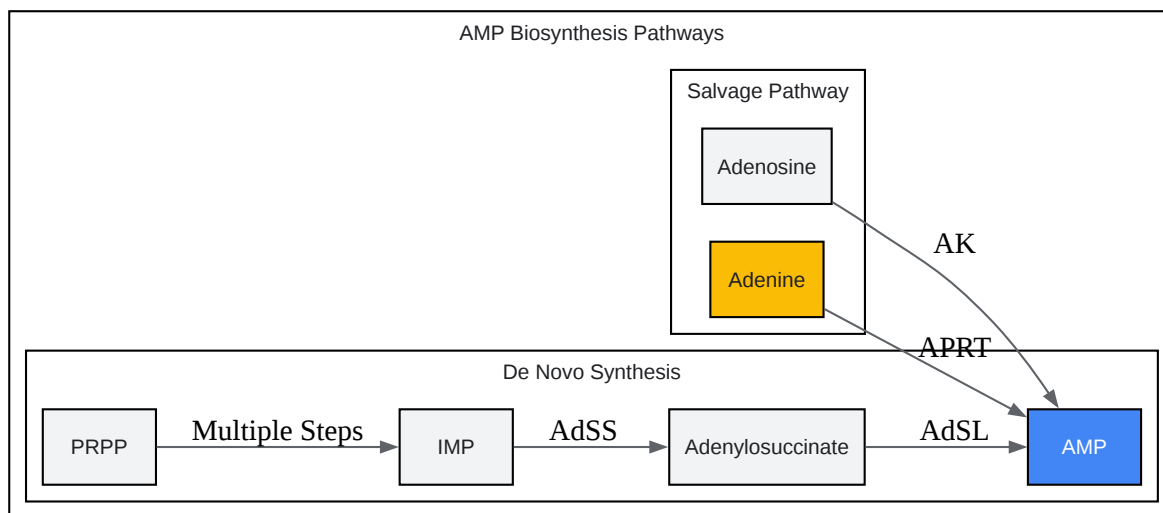 AMP Biosynthesis Pathways
Salvage Pathway
Adenosine
AK
Adenine
APRT
De Novo Synthesis
PRPP
Multiple Steps
IMP
AdSS
Adenylosuccinate
AdSL
AMP